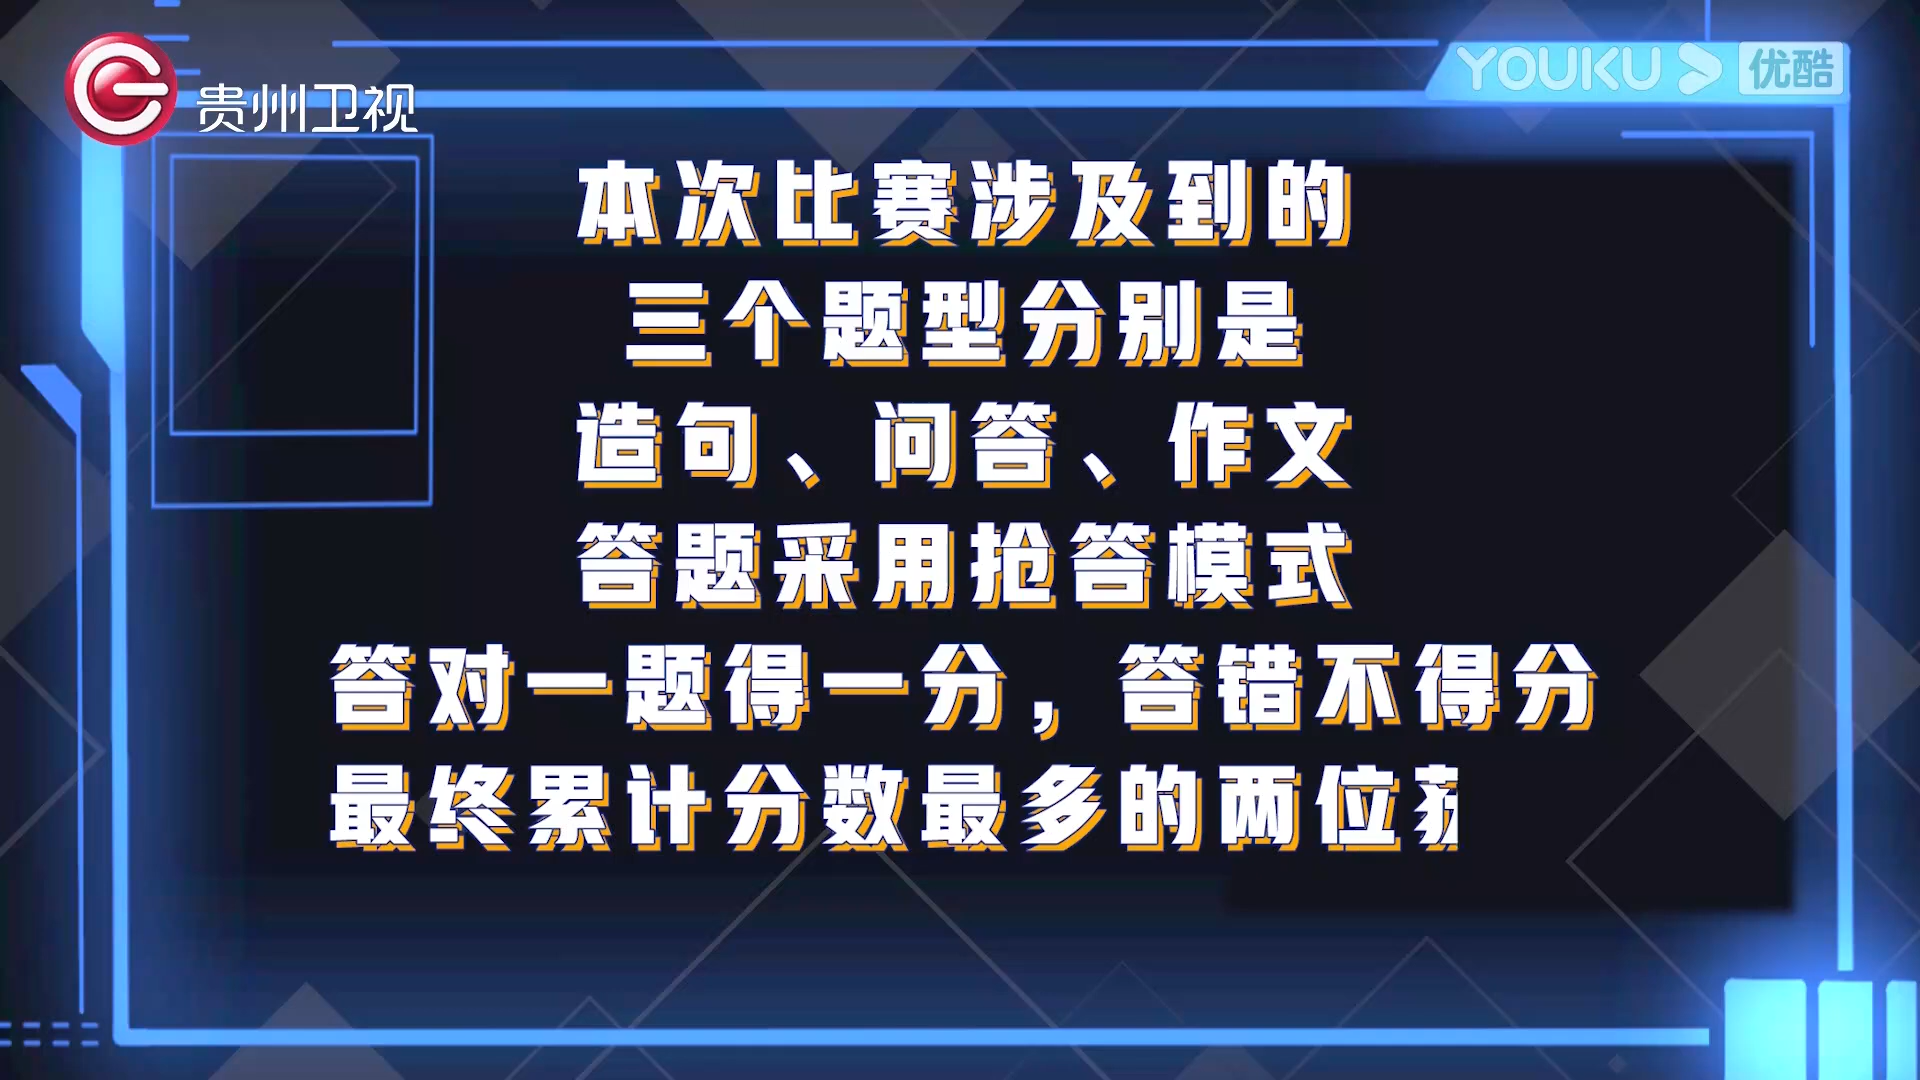 贵州卫视
YOUKU 优酷
本次比赛涉及到的
三个题型分别是
造句、问答、作文
答题采用抢答模式
答对一题得一分，答错不得分
最终累计分数最多的两位